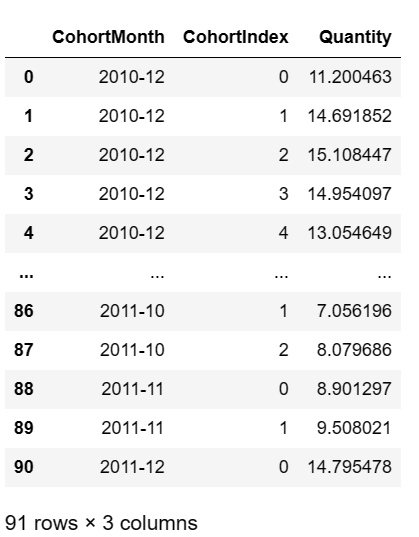 CohortMonth CohortIndex Quantity
0 2010-12 0 11.200463
1 2010-12 1 14.691852
2 2010-12 2 15.108447
3 2010-12 3 14.954097
4 2010-12 4 13.054649
... ... ... ...
86 2011-10 1 7.056196
87 2011-10 2 8.079686
88 2011-11 0 8.901297
89 2011-11 1 9.508021
90 2011-12 0 14.795478
91 rows × 3 columns